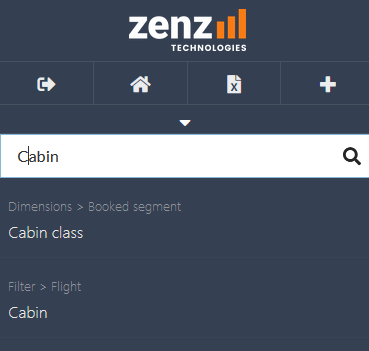 zenz
TECHNOLOGIES
X
Cabin
Dimensions > Booked segment
Cabin class
Filter > Flight
Cabin